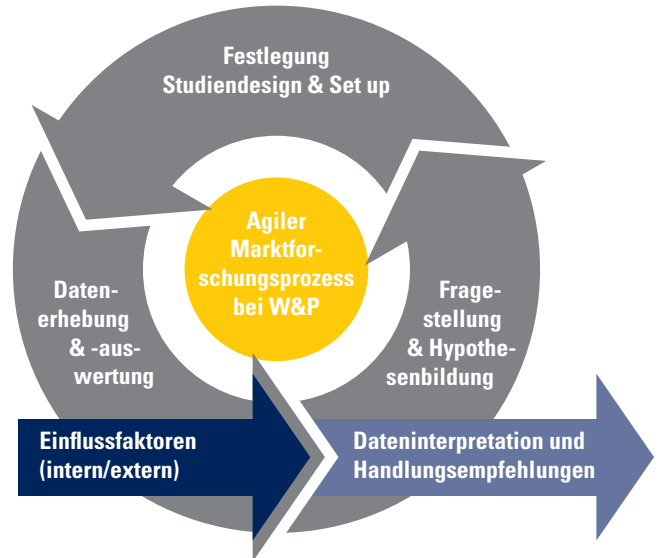 Festlegung
Studiendesign & Set up
Agiler
Marktfor-
schungsprozess
bei W&P
Daten-
erhebung
& -aus-
wertung
Frage-
stellung
& Hypothe-
senbildung
Einflussfaktoren
(intern/extern)
Dateninterpretation und
Handlungsempfehlungen